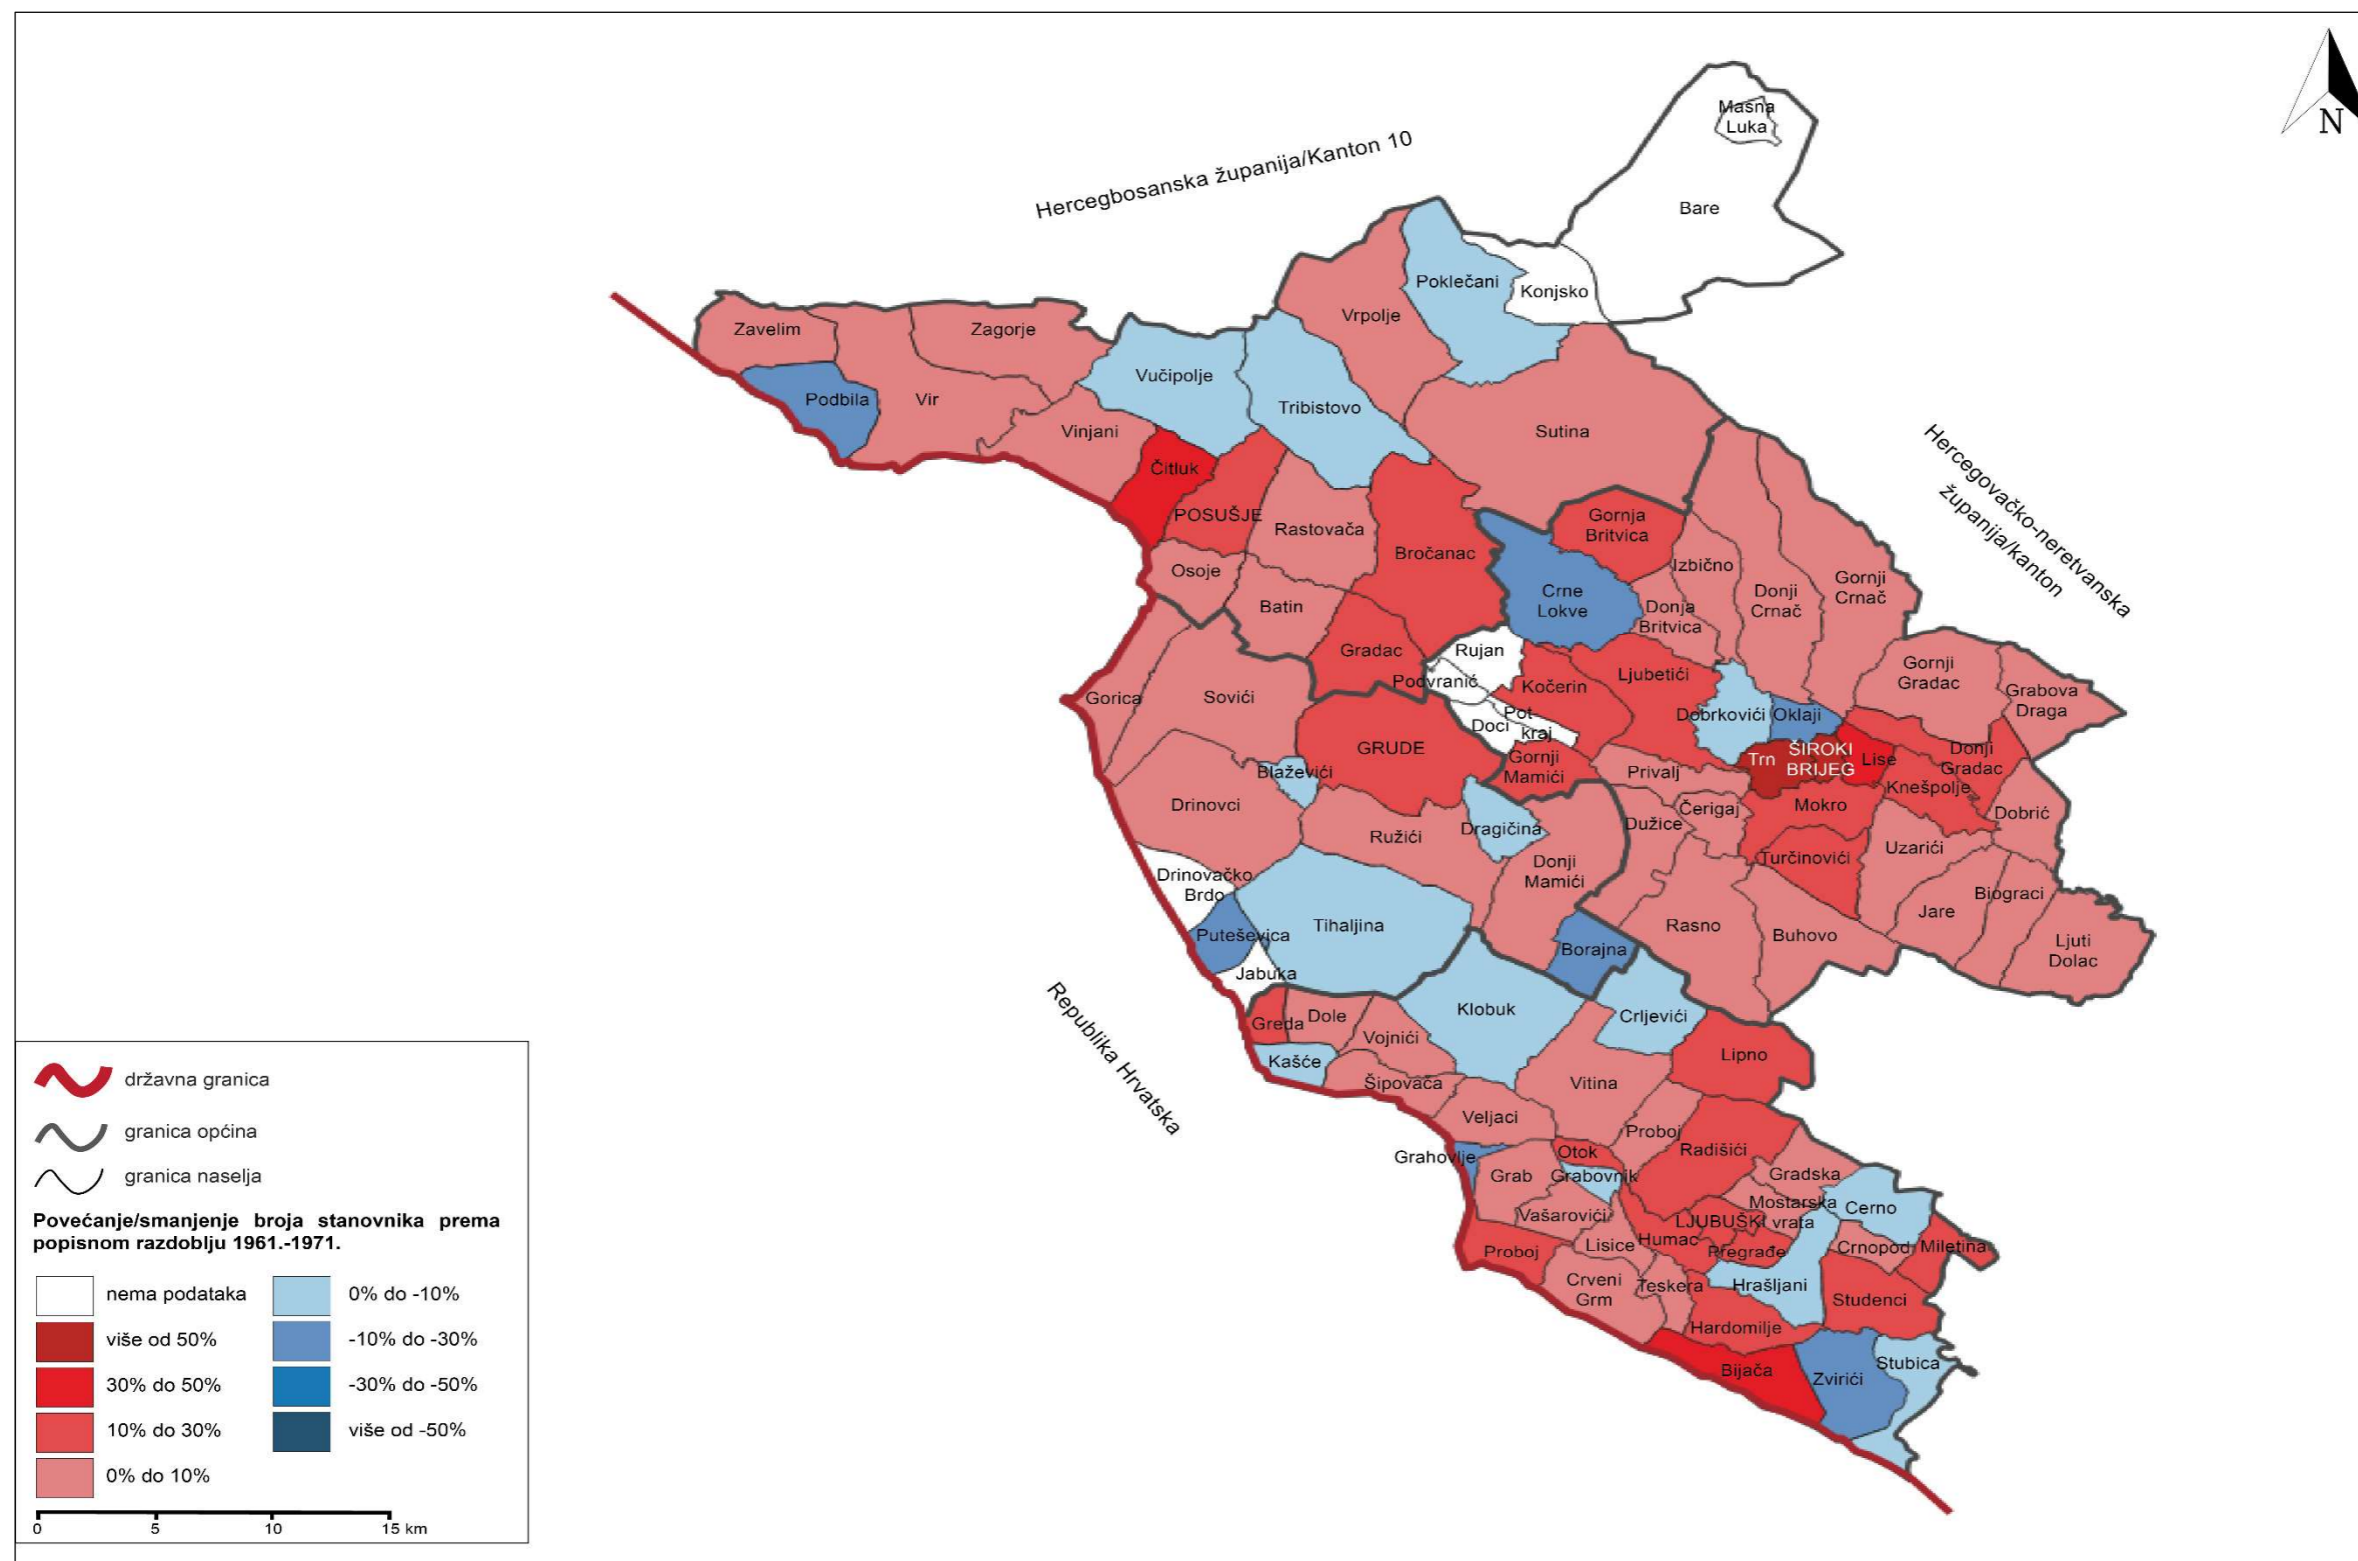 N
Hercegbosanska županija/Kanton 10
Masna
Luka
Bare
Poklečani
Konjsko
Vrpolje
Zavelim
Zagorje
Vučipolje
Podbila
Vir
Tribistovo
Vinjani
Sutina
Hercegovačko-neretvanska
županija/kanton
Čitluk
POSUŠJE
Rastovača
Bročanac
Gornja
Britvica
Osoje
Izbično
Batin
Crne
Lokve
Donja
Britvica
Donji
Crnač
Gornji
Crnač
Gradac
Rujan
Podvranić
Kočerin
Ljubetići
Gornji
Gradac
Grabova
Draga
Gorica
Sovići
Doci
Pot-
kraj
Dobrkovići
Oklaji
GRUDE
Gornji
Mamići
Privalj
Trn
ŠIROKI
BRIJEG
Lise
Donji
Gradac
Knešpolje
Blaževići
Drinovci
Ružići
Dragičina
Dužice
Čerigaj
Mokro
Dobrić
Donji
Mamići
Turčinovići
Uzarići
Drinovačko
Brdo
Biograci
Jare
Puteševica
Tihaljina
Rasno
Buhovo
Borajna
Ljuti
Dolac
Jabuka
Republika Hrvatska
Greda
Dole
Vojnići
Klobuk
Crljevići
Kašće
Šipovača
Vitina
Lipno
Veljaci
Proboj
Grahovlje
Otok
Radišići
Grab
Grabovnik
Gradska
Mostarska
vrata
Cerno
Vašarovići
LJUBUŠKI
Proboj
Lisice
Humac
Pregrađe
Crnopod
Miletina
Crveni
Grm
Teskera
Hrašljani
Studenci
Hardomilje
Bijača
Zvirići
Stubica
državna granica
granica općina
granica naselja
Povećanje/smanjenje broja stanovnika prema
popisnom razdoblju 1961.-1971.
nema podataka
više od 50%
30% do 50%
10% do 30%
0% do 10%
0% do -10%
-10% do -30%
-30% do -50%
više od -50%
0 5 10 15 km